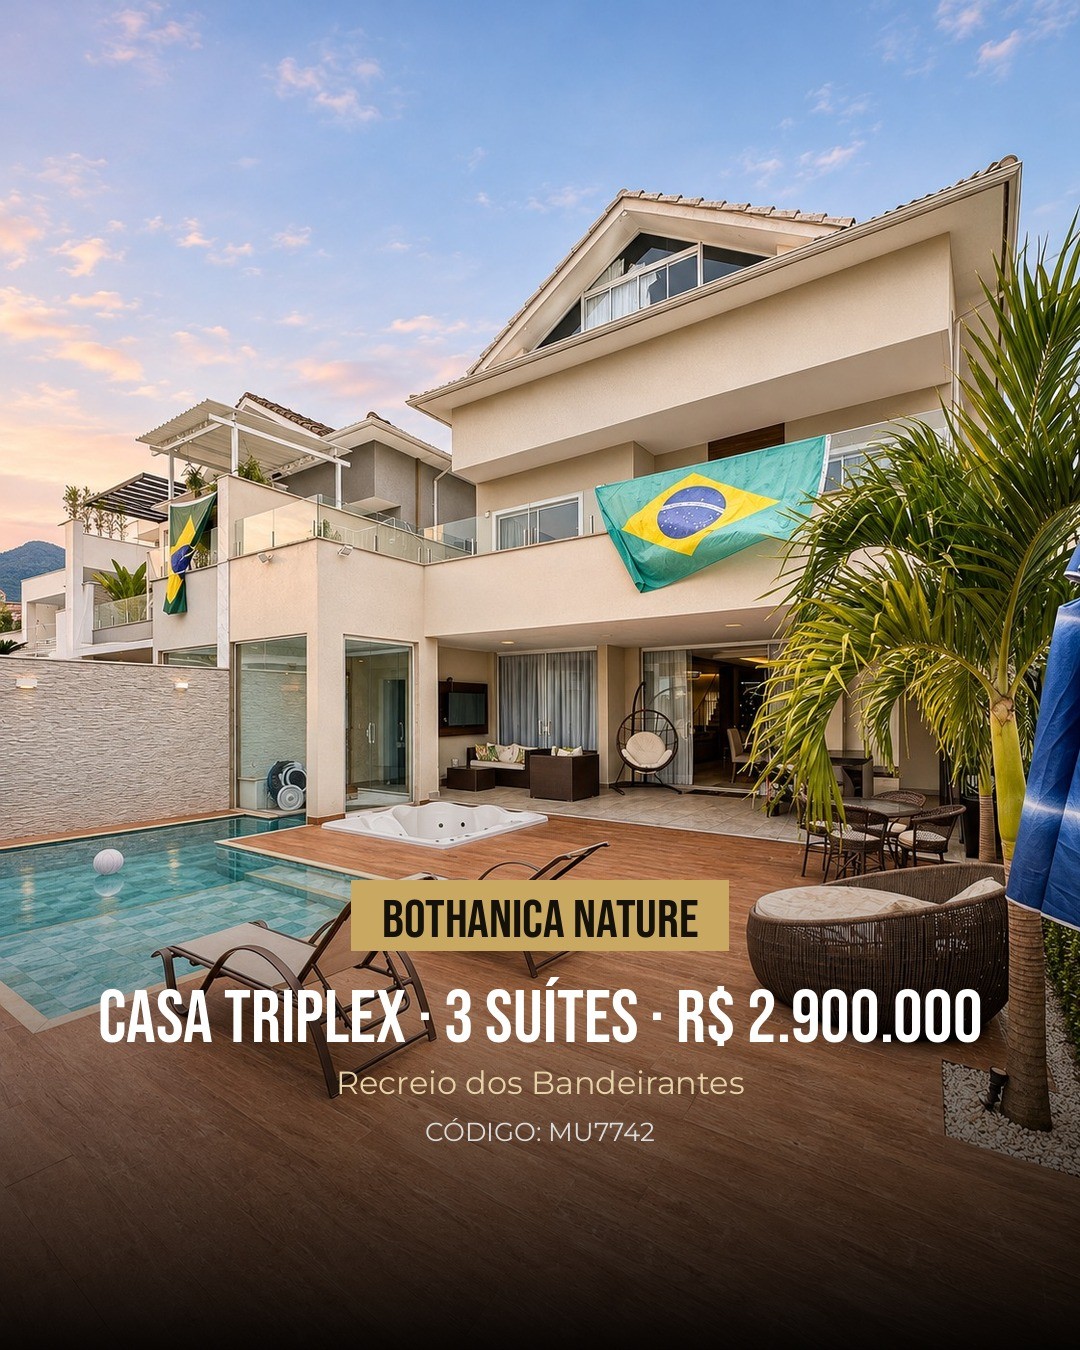 BOTHANICA NATURE
CASA TRIPLEX · 3 SUÍTES · R$ 2.900.000
Recreio dos Bandeirantes
CÓDIGO: MU7742